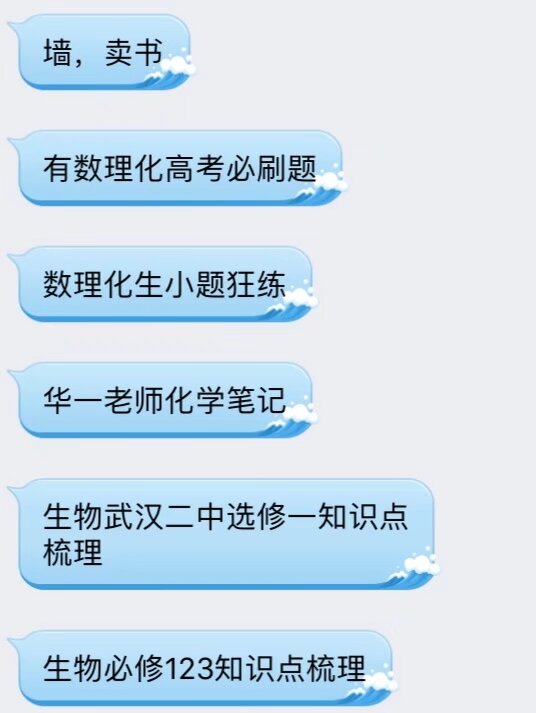 墙，卖书
有数理化高考必刷题
数理化生小题狂练
华一老师化学笔记
生物武汉二中选修一知识点
梳理
生物必修123知识点梳理